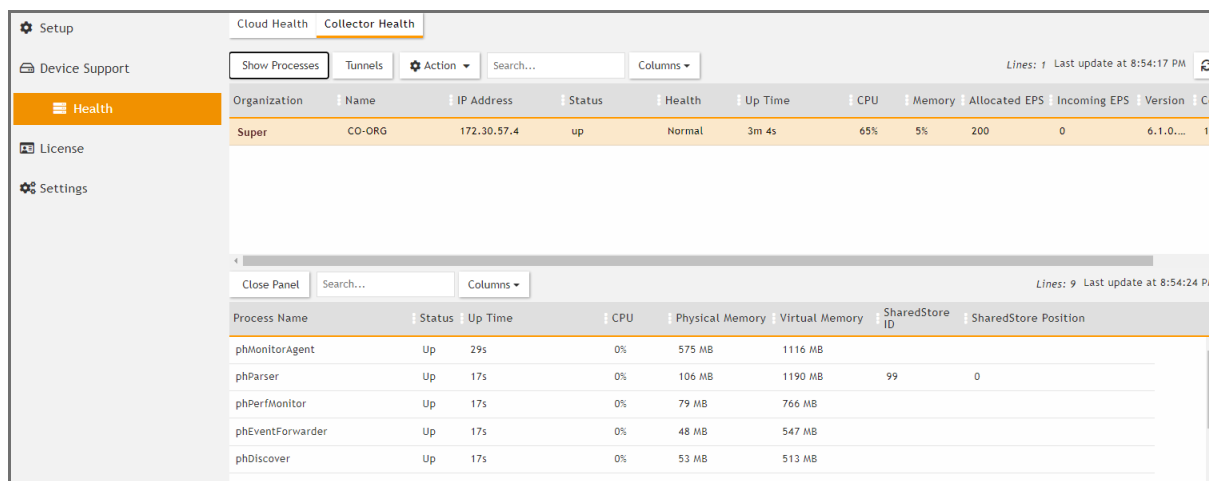 Setup
Device Support
Health
License
Settings
Cloud Health Collector Health
Show Processes Tunnels Action Search... Columns Lines: 1 Last update at 8:54:17 PM
Organization Name IP Address Status Health Up Time CPU Memory Allocated EPS Incoming EPS Version
Super CO-ORG 172.30.57.4 up Normal 3m 4s 65% 5% 200 0 6.1.0.... 1
Close Panel Search... Columns Lines: 9 Last update at 8:54:24 P
Process Name Status Up Time CPU Physical Memory Virtual Memory SharedStore ID SharedStore Position
phMonitorAgent Up 29s 0% 575 MB 1116 MB
phParser Up 17s 0% 106 MB 1190 MB 99 0
phPerfMonitor Up 17s 0% 79 MB 766 MB
phEventForwarder Up 17s 0% 48 MB 547 MB
phDiscover Up 17s 0% 53 MB 513 MB